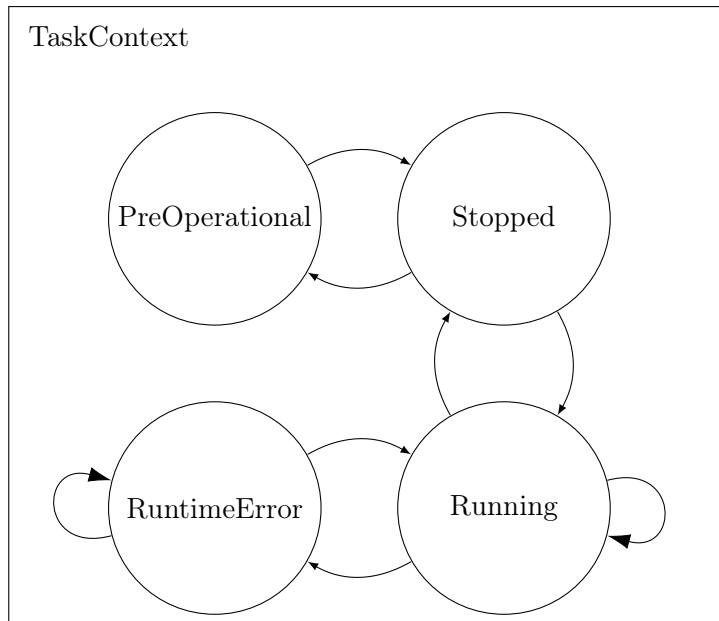 TaskContext
PreOperational
Stopped
RuntimeError
Running